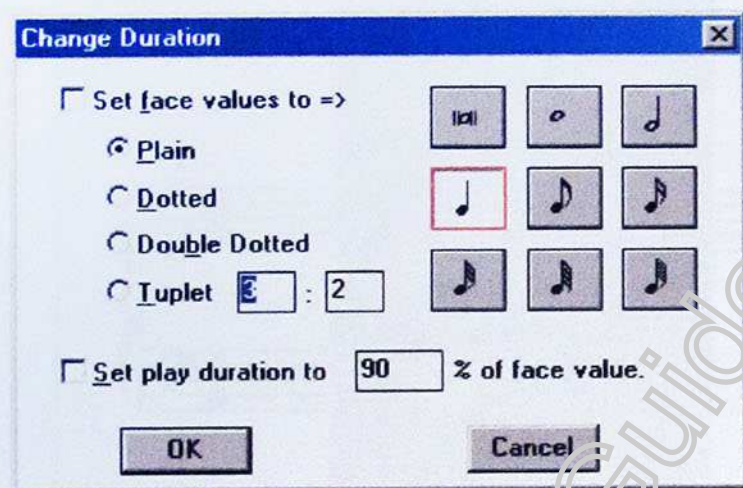 Change Duration
Set face values to =>
Plain
Dotted
Double Dotted
Tuplet 3 : 2
Set play duration to 90 % of face value.
OK Cancel
Guide